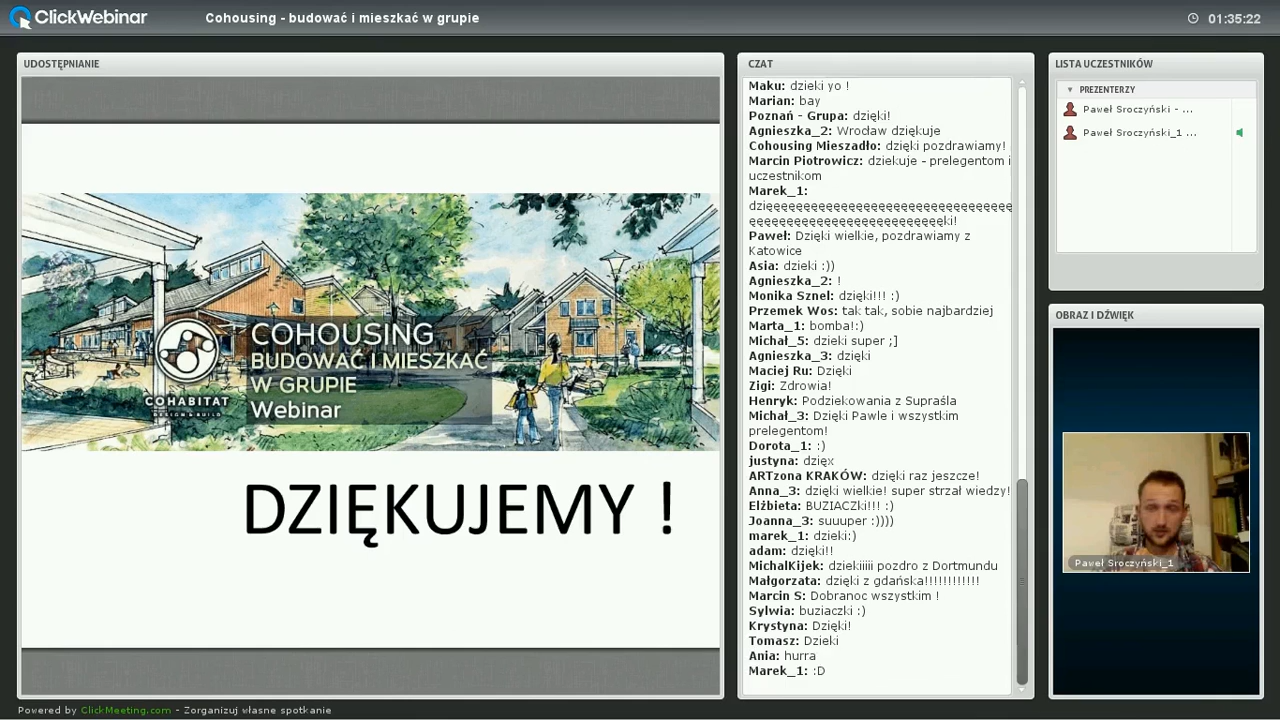 ClickWebinar
Cohousing - budować i mieszkać w grupie
01:35:22
UDOSTĘPNIANIE
COHABITAT
DESIGN & BUILD
COHOUSING
BUDOWAĆ I MIESZKAĆ
W GRUPIE
Webinar
DZIĘKUJEMY !
CZAT
Maku: dzieki yo !
Marian: bay
Poznań - Grupa: dzięki!
Agnieszka_2: Wrocław dziękuje
Cohousing Mieszadło: dzięki pozdrawiamy!
Marcin Piotrowicz: dziekuje - prelegentom i
uczestnikom
Marek_1:
dzięęęęęęęęęęęęęęęęęęęęęęęęęęęęęęęęę
ęęęęęęęęęęęęęęęęęęęęęęęęęęki!
Paweł: Dzięki wielkie, pozdrawiamy z
Katowice
Asia: dzieki :))
Agnieszka_2: !
Monika Sznel: dzięki!!! :)
Przemek Wos: tak tak, sobie najbardziej
Marta_1: bomba!:)
Michał_5: dzieki super ;]
Agnieszka_3: dzięki
Maciej Ru: Dzięki
Zigi: Zdrowia!
Henryk: Podziekowania z Supraśla
Michał_3: Dzięki Pawle i wszystkim
prelegentom!
Dorota_1: :)
justyna: dzięx
ARTzona KRAKÓW: dzięki raz jeszcze!
Anna_3: dzięki wielkie! super strzał wiedzy!
Elżbieta: BUZIACZki!!! :)
Joanna_3: suuuper :))))
marek_1: dzieki:)
adam: dzięki!!
MichalKijek: dziekiiiii pozdro z Dortmundu
Małgorzata: dzięki z gdańska!!!!!!!!!!!!
Marcin S: Dobranoc wszystkim !
Sylwia: buziaczki :)
Krystyna: Dzięki!
Tomasz: Dzieki
Ania: hurra
Marek_1: :D
LISTA UCZESTNIKÓW
PREZENTERZY
Paweł Sroczyński - ...
Paweł Sroczyński_1 ...
OBRAZ I DŹWIĘK
Paweł Sroczyński_1
Powered by ClickMeeting.com - Zorganizuj własne spotkanie